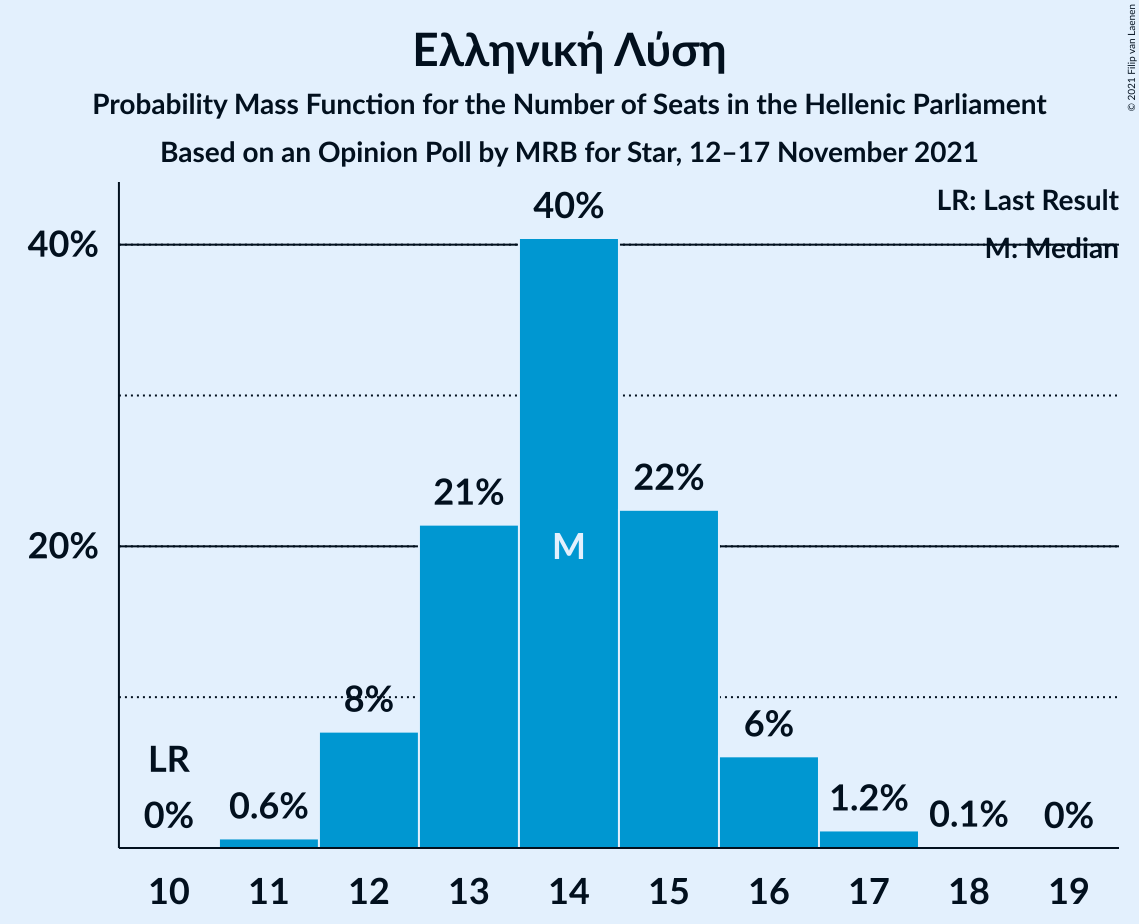 Ελληνική Λύση
Probability Mass Function for the Number of Seats in the Hellenic Parliament
Based on an Opinion Poll by MRB for Star, 12–17 November 2021
© 2021 Filip van Laenen
LR: Last Result
M: Median
40%
20%
LR
0%
0.6%
8%
21%
40%
M
22%
6%
1.2%
0.1%
0%
10 11 12 13 14 15 16 17 18 19